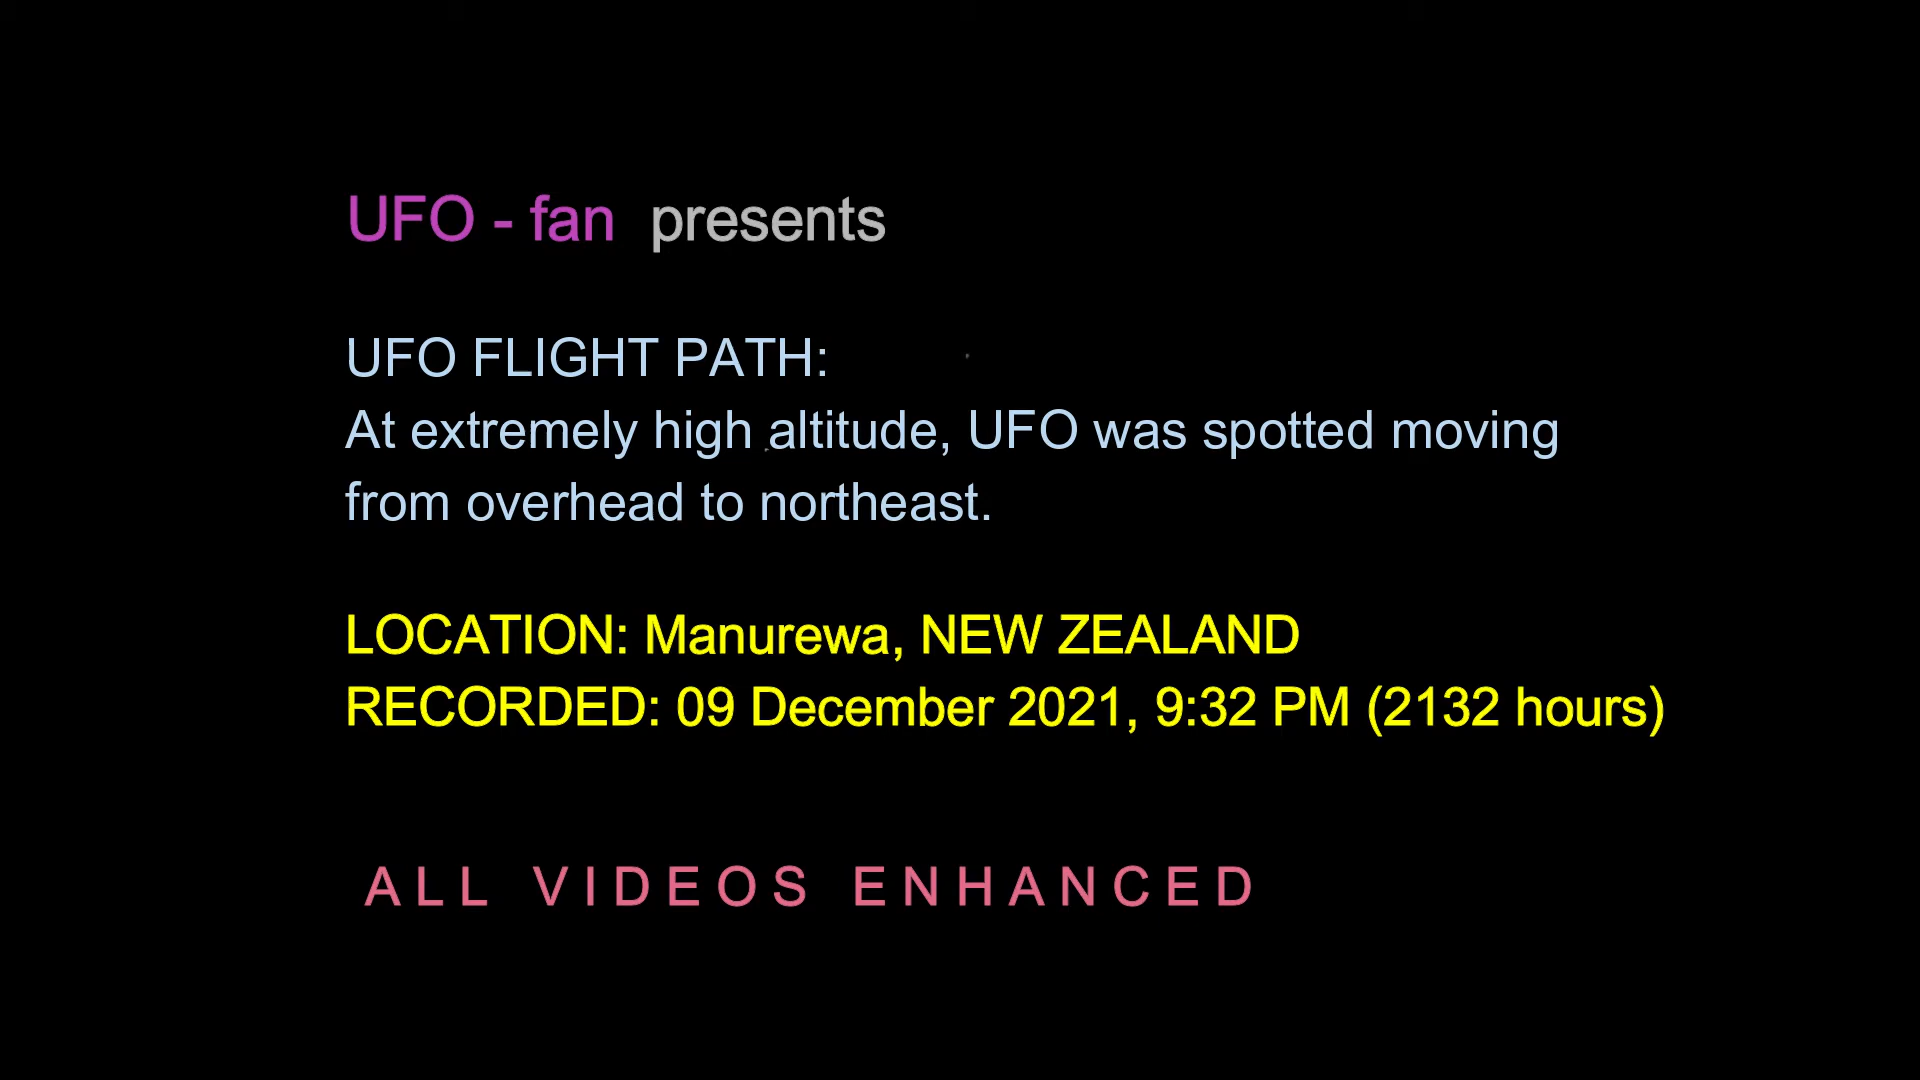 UFO - fan presents
UFO FLIGHT PATH:
At extremely high altitude, UFO was spotted moving
from overhead to northeast.
LOCATION: Manurewa, NEW ZEALAND
RECORDED: 09 December 2021, 9:32 PM (2132 hours)
ALL VIDEOS ENHANCED